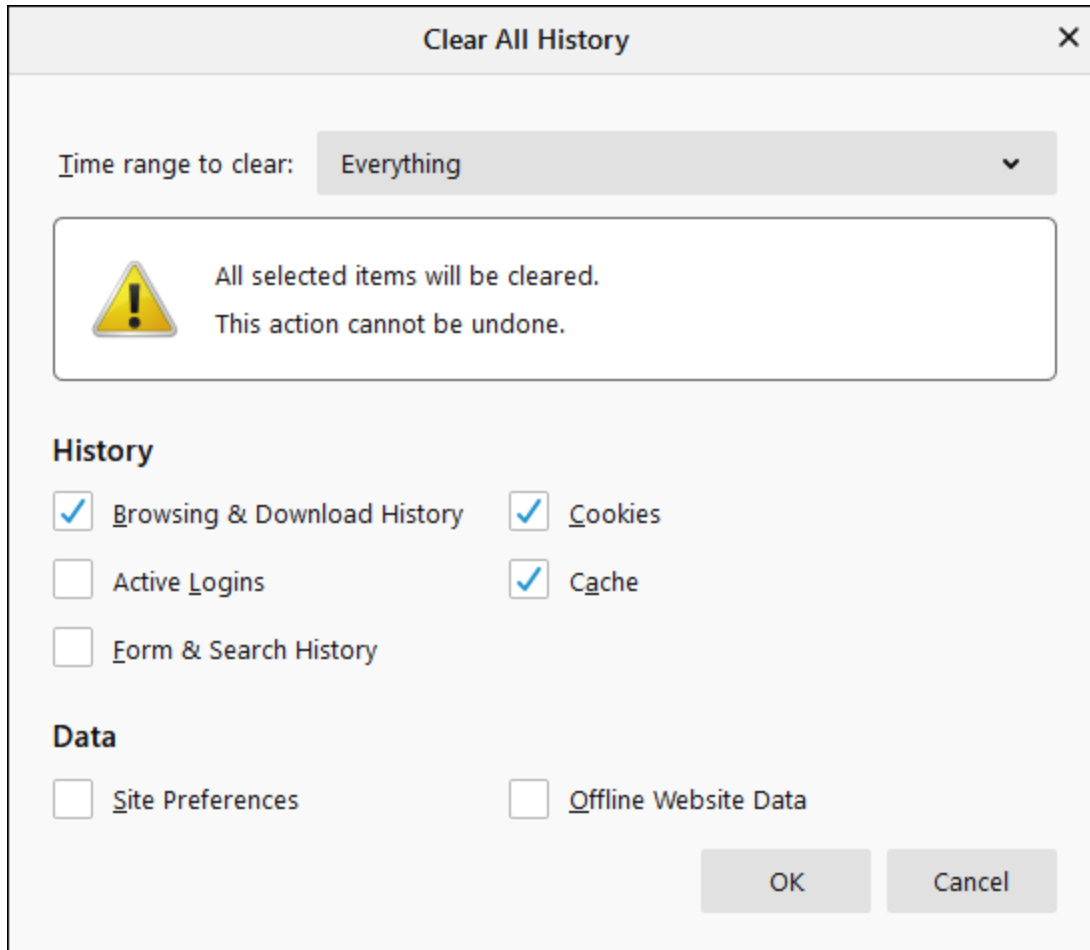 Clear All History
Time range to clear: Everything
All selected items will be cleared.
This action cannot be undone.
History
Browsing & Download History Cookies
Active Logins Cache
Form & Search History
Data
Site Preferences Offline Website Data
OK Cancel